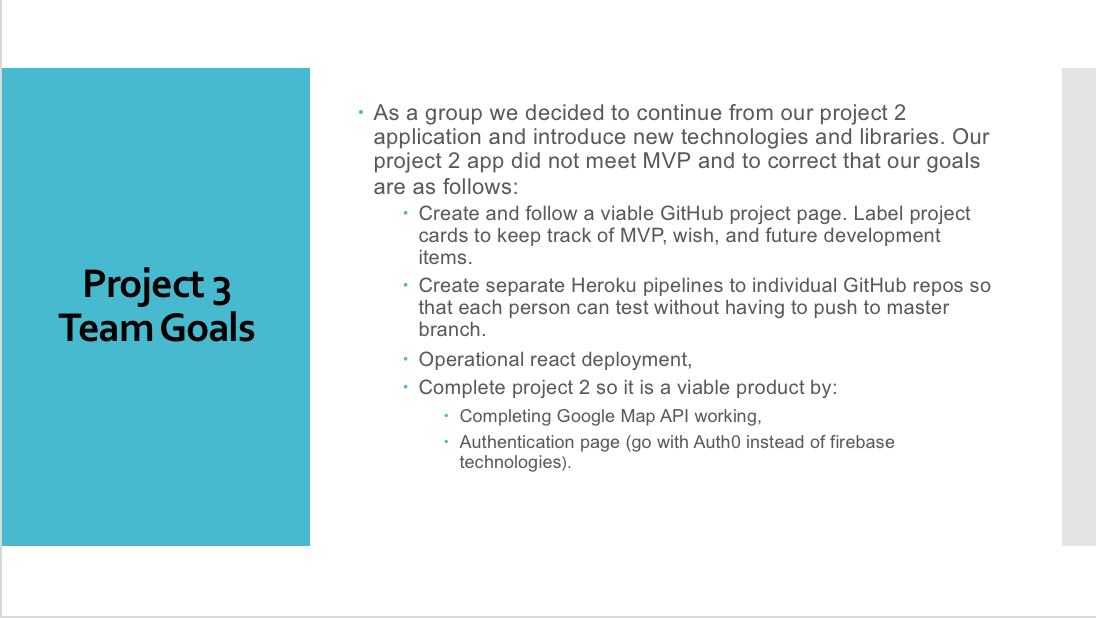 Project 3
Team Goals
As a group we decided to continue from our project 2
application and introduce new technologies and libraries. Our
project 2 app did not meet MVP and to correct that our goals
are as follows:
Create and follow a viable GitHub project page. Label project
cards to keep track of MVP, wish, and future development
items.
Create separate Heroku pipelines to individual GitHub repos so
that each person can test without having to push to master
branch.
Operational react deployment,
Complete project 2 so it is a viable product by:
Completing Google Map API working,
Authentication page (go with Auth0 instead of firebase
technologies).